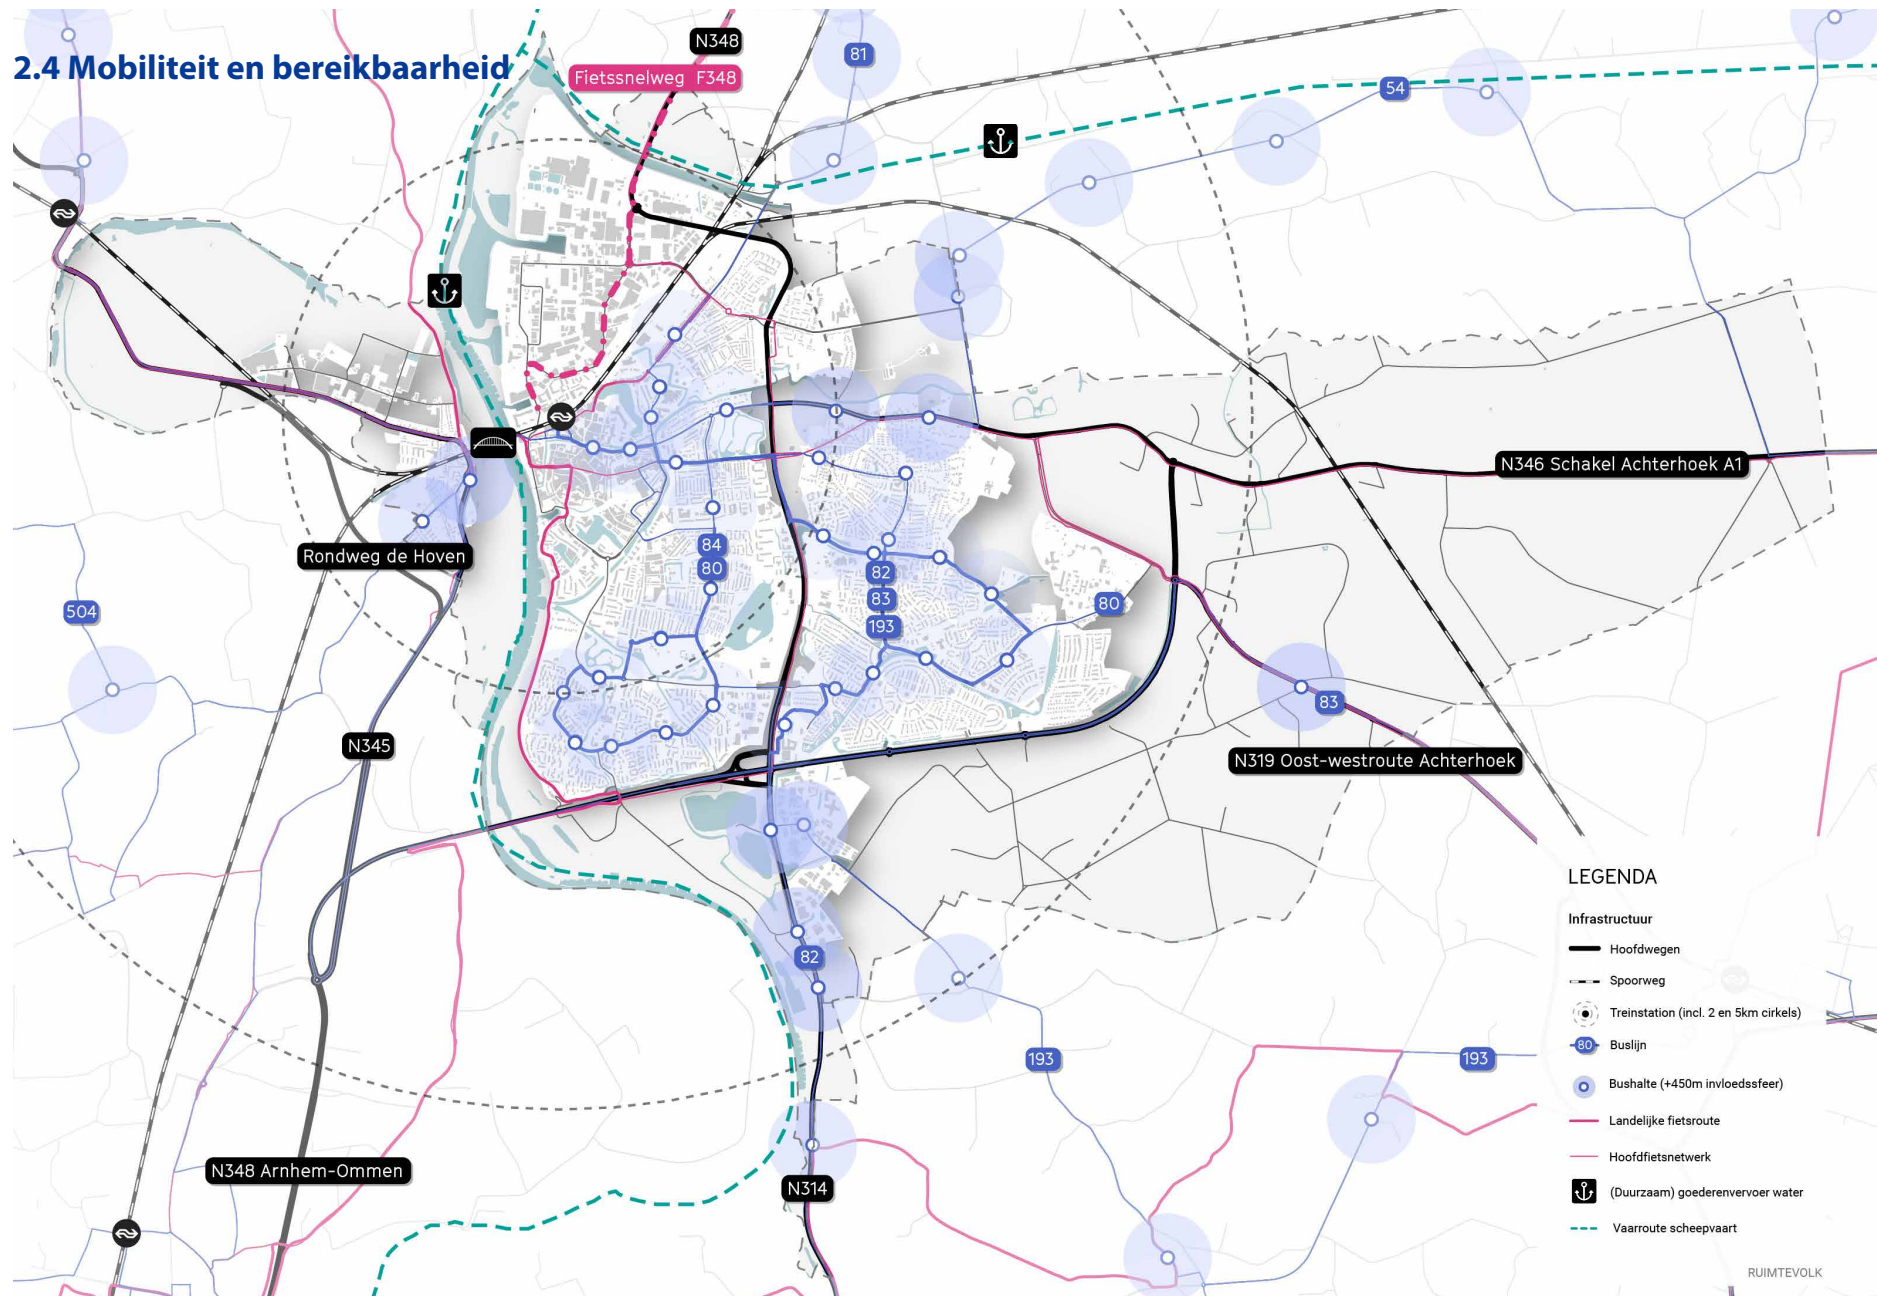 2.4 Mobiliteit en bereikbaarheid
N348
Fietssnelweg F348
81
54
N346 Schakel Achterhoek A1
Rondweg de Hoven
84
80
82
83
193
80
504
83
N345
N319 Oost-westroute Achterhoek
82
193
193
N348 Arnhem-Ommen
N314
LEGENDA
Infrastructuur
Hoofdwegen
Spoorweg
Treinstation (incl. 2 en 5km cirkels)
80 Buslijn
Bushalte (+450m invloedssfeer)
Landelijke fietsroute
Hoofdfietsnetwerk
(Duurzaam) goederenvervoer water
Vaarroute scheepvaart
RUIMTEVOLK